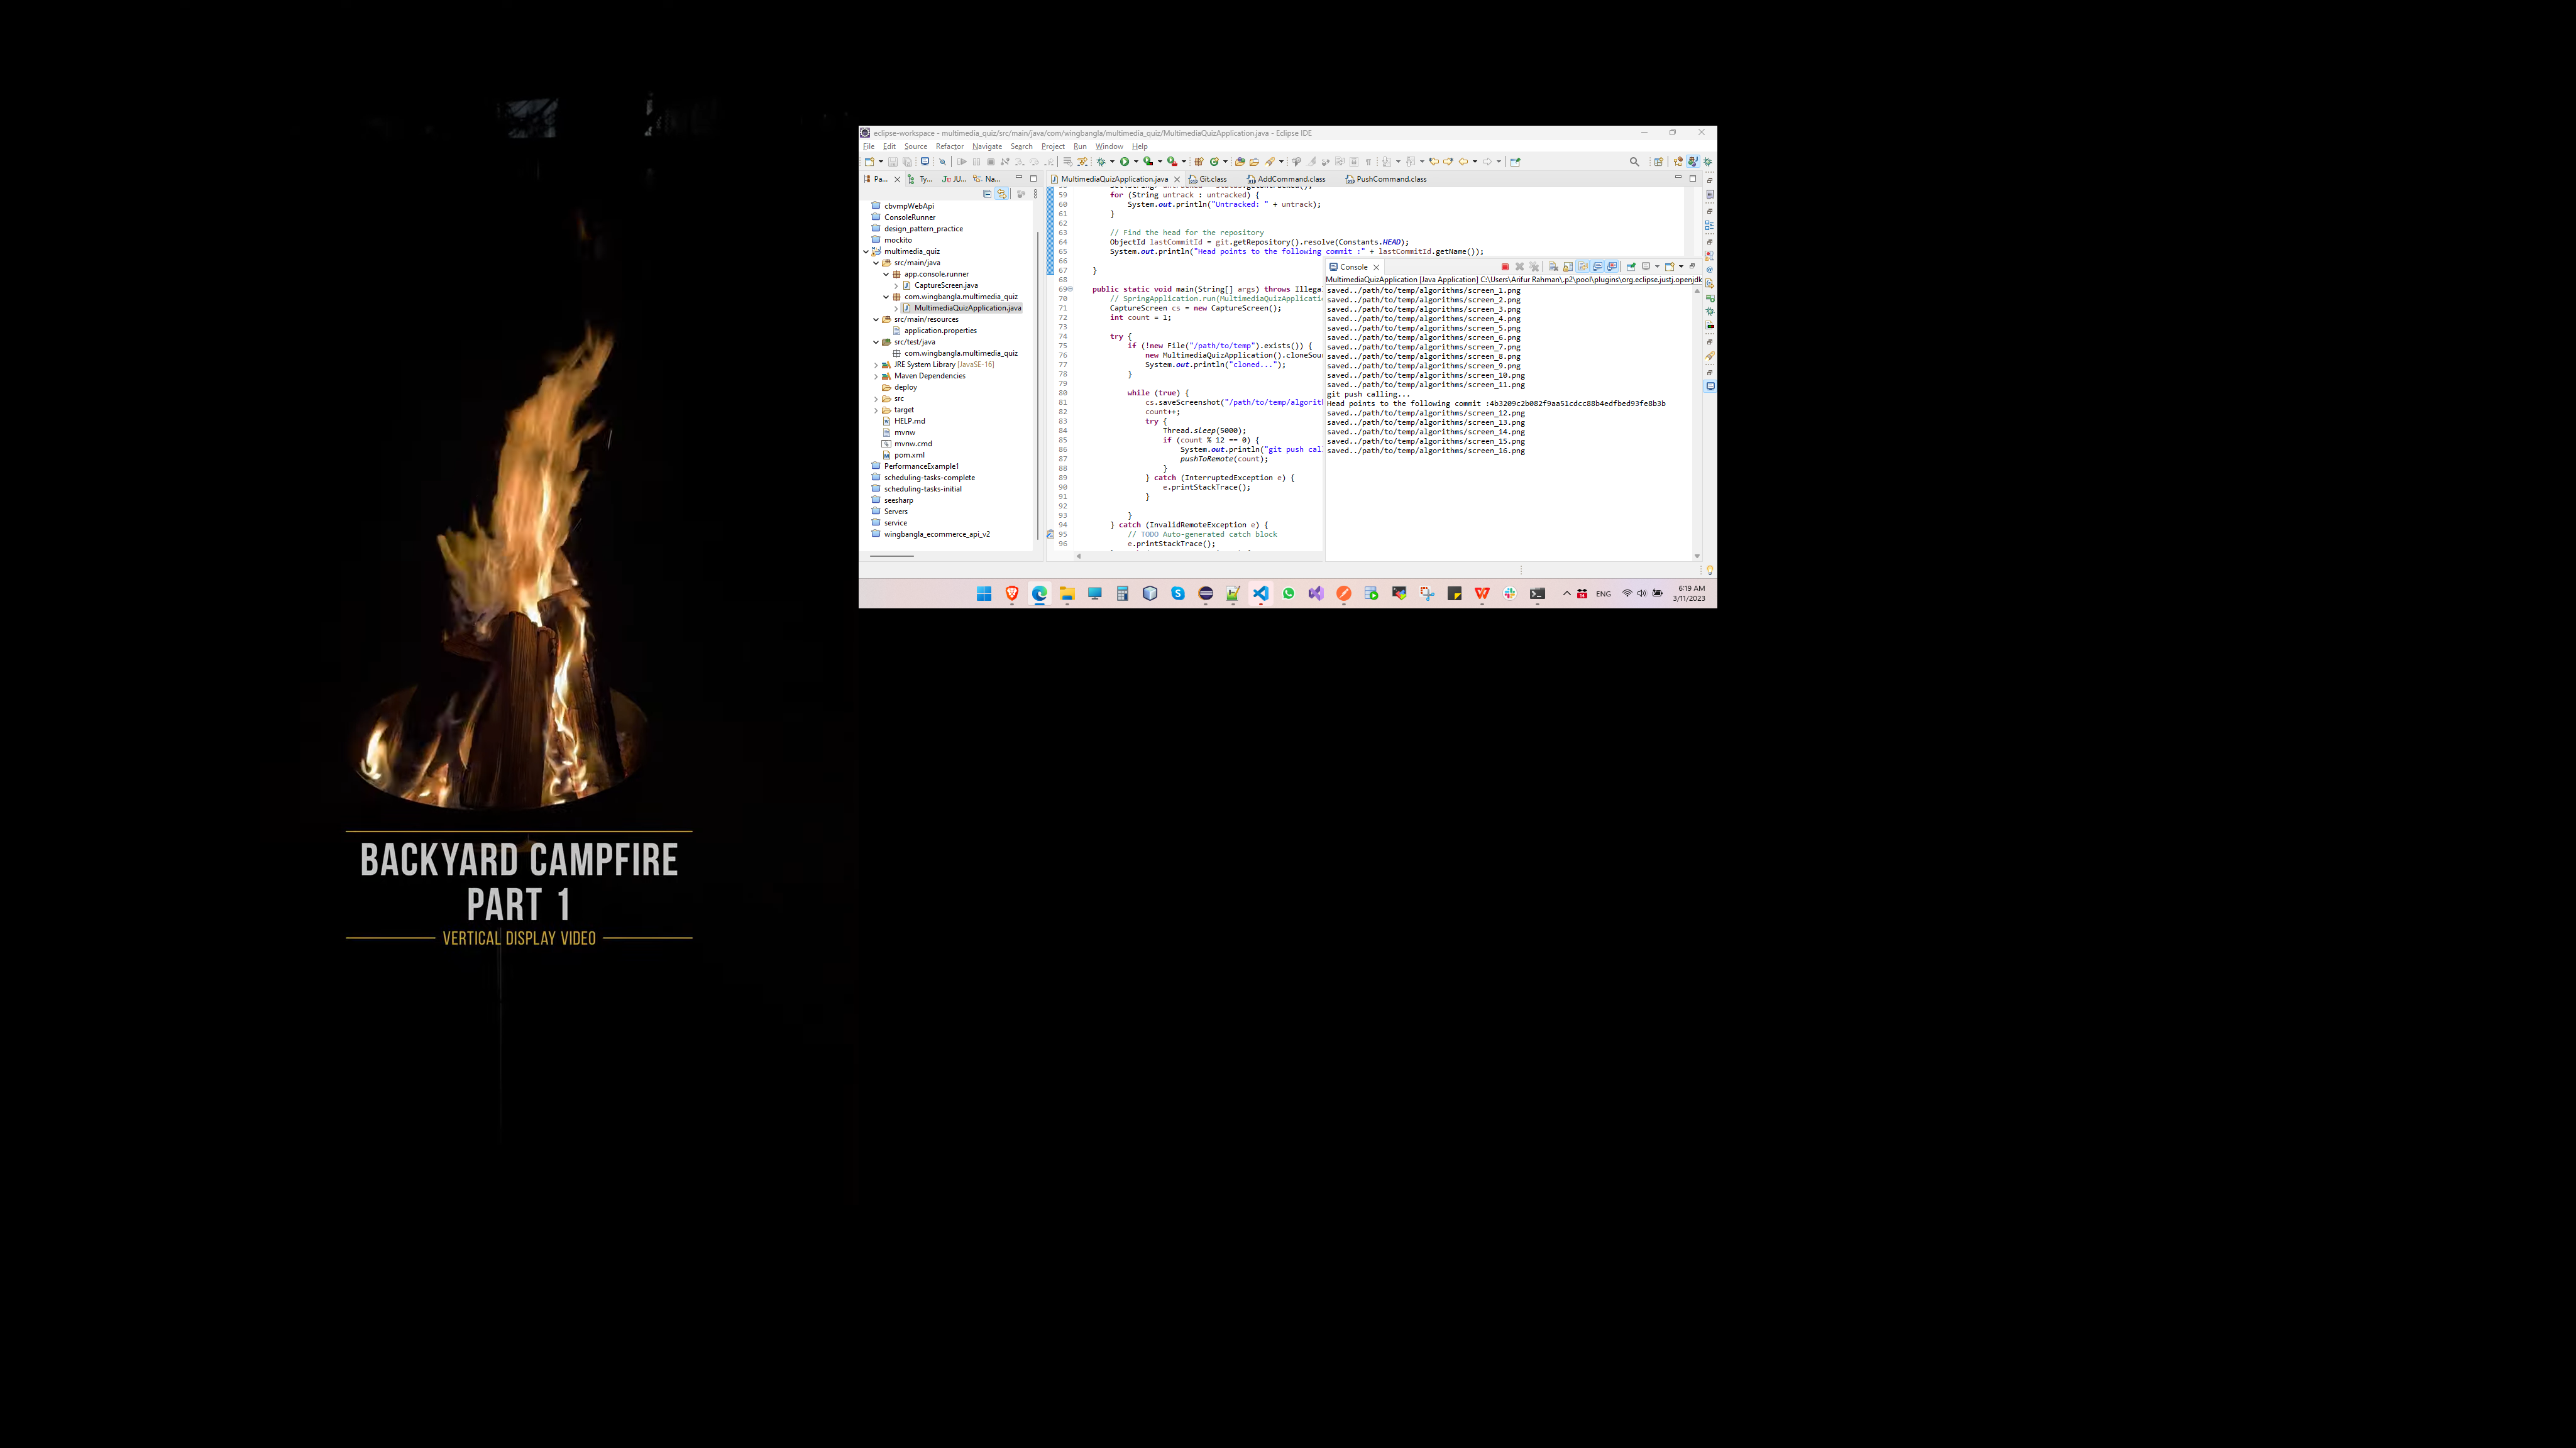 BACKYARD CAMPFIRE
PART 1
VERTICAL DISPLAY VIDEO
eclipse-workspace - multimedia_quiz/src/main/java/com/wingbangla/multimedia_quiz/MultimediaQuizApplication.java - Eclipse IDE
File Edit Source Refactor Navigate Search Project Run Window Help
Pa... Ty... JU... Na...
cbvmpWebApi
ConsoleRunner
design_pattern_practice
mockito
multimedia_quiz
src/main/java
app.console.runner
CaptureScreen.java
com.wingbangla.multimedia_quiz
MultimediaQuizApplication.java
src/main/resources
application.properties
src/test/java
com.wingbangla.multimedia_quiz
JRE System Library [JavaSE-16]
Maven Dependencies
deploy
src
target
HELP.md
mvnw
mvnw.cmd
pom.xml
PerformanceExample1
scheduling-tasks-complete
scheduling-tasks-initial
seesharp
Servers
service
wingbangla_ecommerce_api_v2
MultimediaQuizApplication.java Git.class AddCommand.class PushCommand.class
59 for (String untrack : untracked) {
60 System.out.println("Untracked: " + untrack);
61 }
62
63 // Find the head for the repository
64 ObjectId lastCommitId = git.getRepository().resolve(Constants.HEAD);
65 System.out.println("Head points to the following commit :" + lastCommitId.getName());
66
67 }
68
69 public static void main(String[] args) throws Illega
70 // SpringApplication.run(MultimediaQuizApplicati
71 CaptureScreen cs = new CaptureScreen();
72 int count = 1;
73
74 try {
75 if (!new File("/path/to/temp").exists()) {
76 new MultimediaQuizApplication().cloneSou
77 System.out.println("cloned...");
78 }
79
80 while (true) {
81 cs.saveScreenshot("/path/to/temp/algorit
82 count++;
83 try {
84 Thread.sleep(5000);
85 if (count % 12 == 0) {
86 System.out.println("git push cal
87 pushToRemote(count);
88 }
89 } catch (InterruptedException e) {
90 e.printStackTrace();
91 }
92
93 }
94 } catch (InvalidRemoteException e) {
95 // TODO Auto-generated catch block
96 e.printStackTrace();
Console
MultimediaQuizApplication [Java Application] C:\Users\Arifur Rahman\.p2\pool\plugins\org.eclipse.justj.openjdk
saved../path/to/temp/algorithms/screen_1.png
saved../path/to/temp/algorithms/screen_2.png
saved../path/to/temp/algorithms/screen_3.png
saved../path/to/temp/algorithms/screen_4.png
saved../path/to/temp/algorithms/screen_5.png
saved../path/to/temp/algorithms/screen_6.png
saved../path/to/temp/algorithms/screen_7.png
saved../path/to/temp/algorithms/screen_8.png
saved../path/to/temp/algorithms/screen_9.png
saved../path/to/temp/algorithms/screen_10.png
saved../path/to/temp/algorithms/screen_11.png
git push calling...
Head points to the following commit :4b3209c2b082f9aa51cdcc88b4edfbed93fe8b3b
saved../path/to/temp/algorithms/screen_12.png
saved../path/to/temp/algorithms/screen_13.png
saved../path/to/temp/algorithms/screen_14.png
saved../path/to/temp/algorithms/screen_15.png
saved../path/to/temp/algorithms/screen_16.png
ENG
6:19 AM
3/11/2023